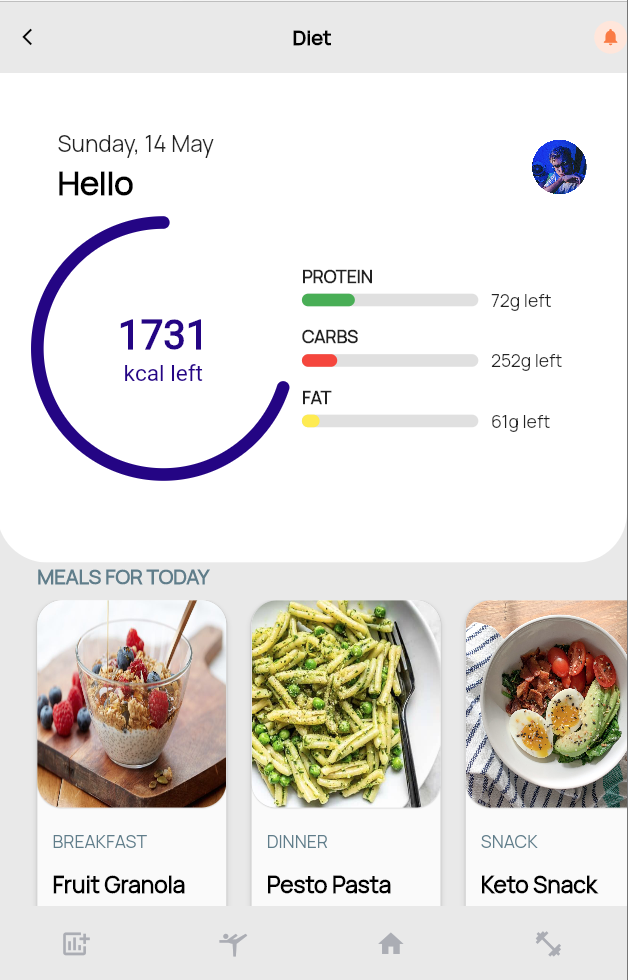 Diet
Sunday, 14 May
Hello
1731
kcal left
PROTEIN
72g left
CARBS
252g left
FAT
61g left
MEALS FOR TODAY
BREAKFAST
Fruit Granola
DINNER
Pesto Pasta
SNACK
Keto Snack